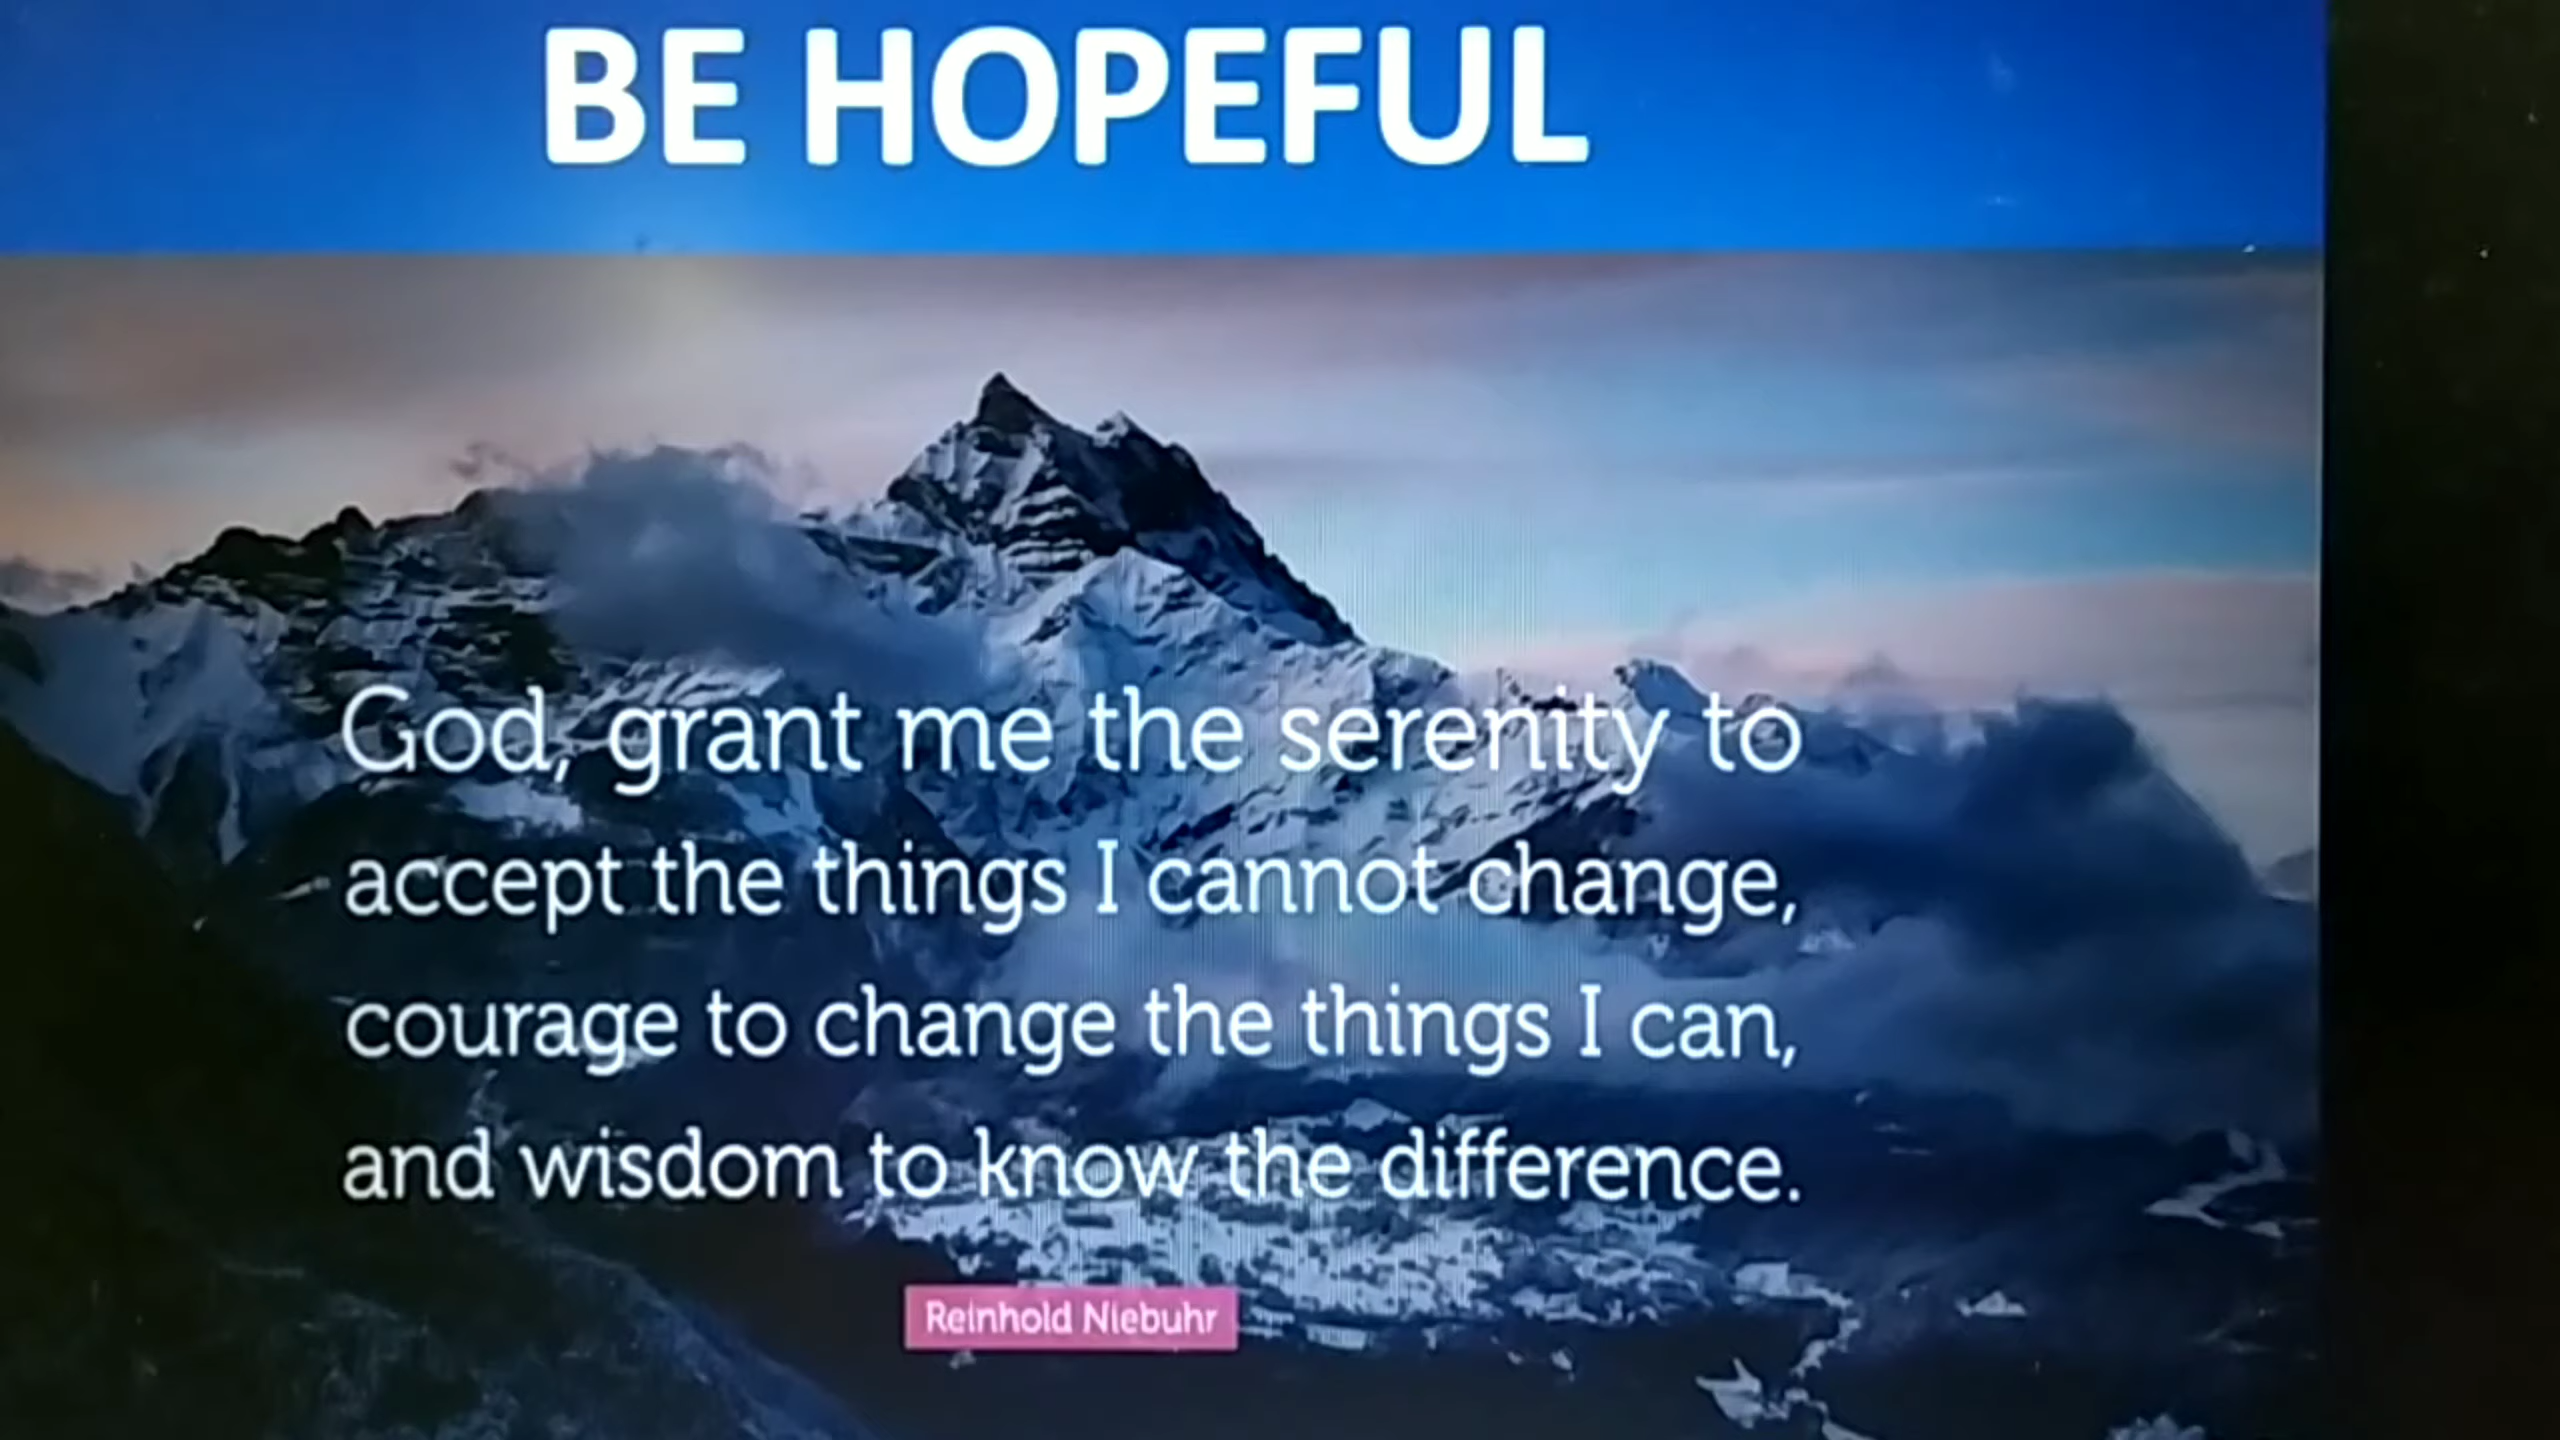 BE HOPEFUL
God, grant me the serenity to
accept the things I cannot change,
courage to change the things I can,
and wisdom to know the difference.
Reinhold Niebuhr